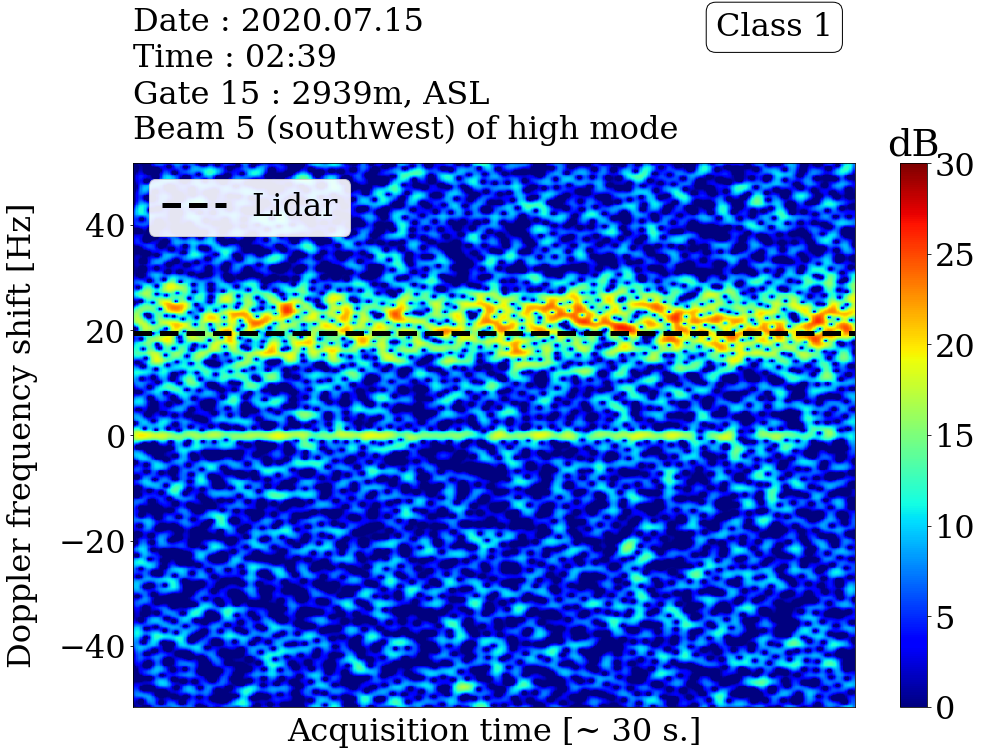 Date : 2020.07.15
Time : 02:39
Gate 15 : 2939m, ASL
Beam 5 (southwest) of high mode
Class 1
dB
Lidar
40
20
0
−20
−40
Doppler frequency shift [Hz]
Acquisition time [~ 30 s.]
30
25
20
15
10
5
0